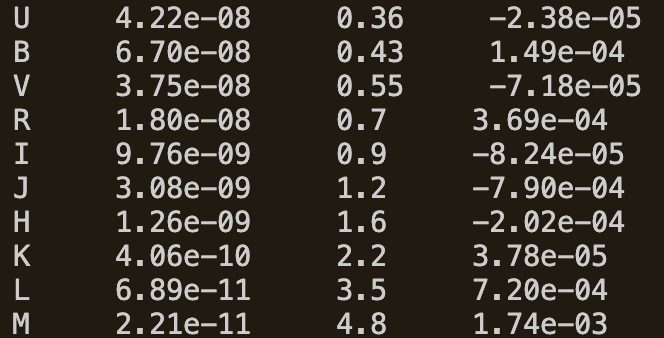 U 4.22e-08 0.36 -2.38e-05
B 6.70e-08 0.43 1.49e-04
V 3.75e-08 0.55 -7.18e-05
R 1.80e-08 0.7 3.69e-04
I 9.76e-09 0.9 -8.24e-05
J 3.08e-09 1.2 -7.90e-04
H 1.26e-09 1.6 -2.02e-04
K 4.06e-10 2.2 3.78e-05
L 6.89e-11 3.5 7.20e-04
M 2.21e-11 4.8 1.74e-03